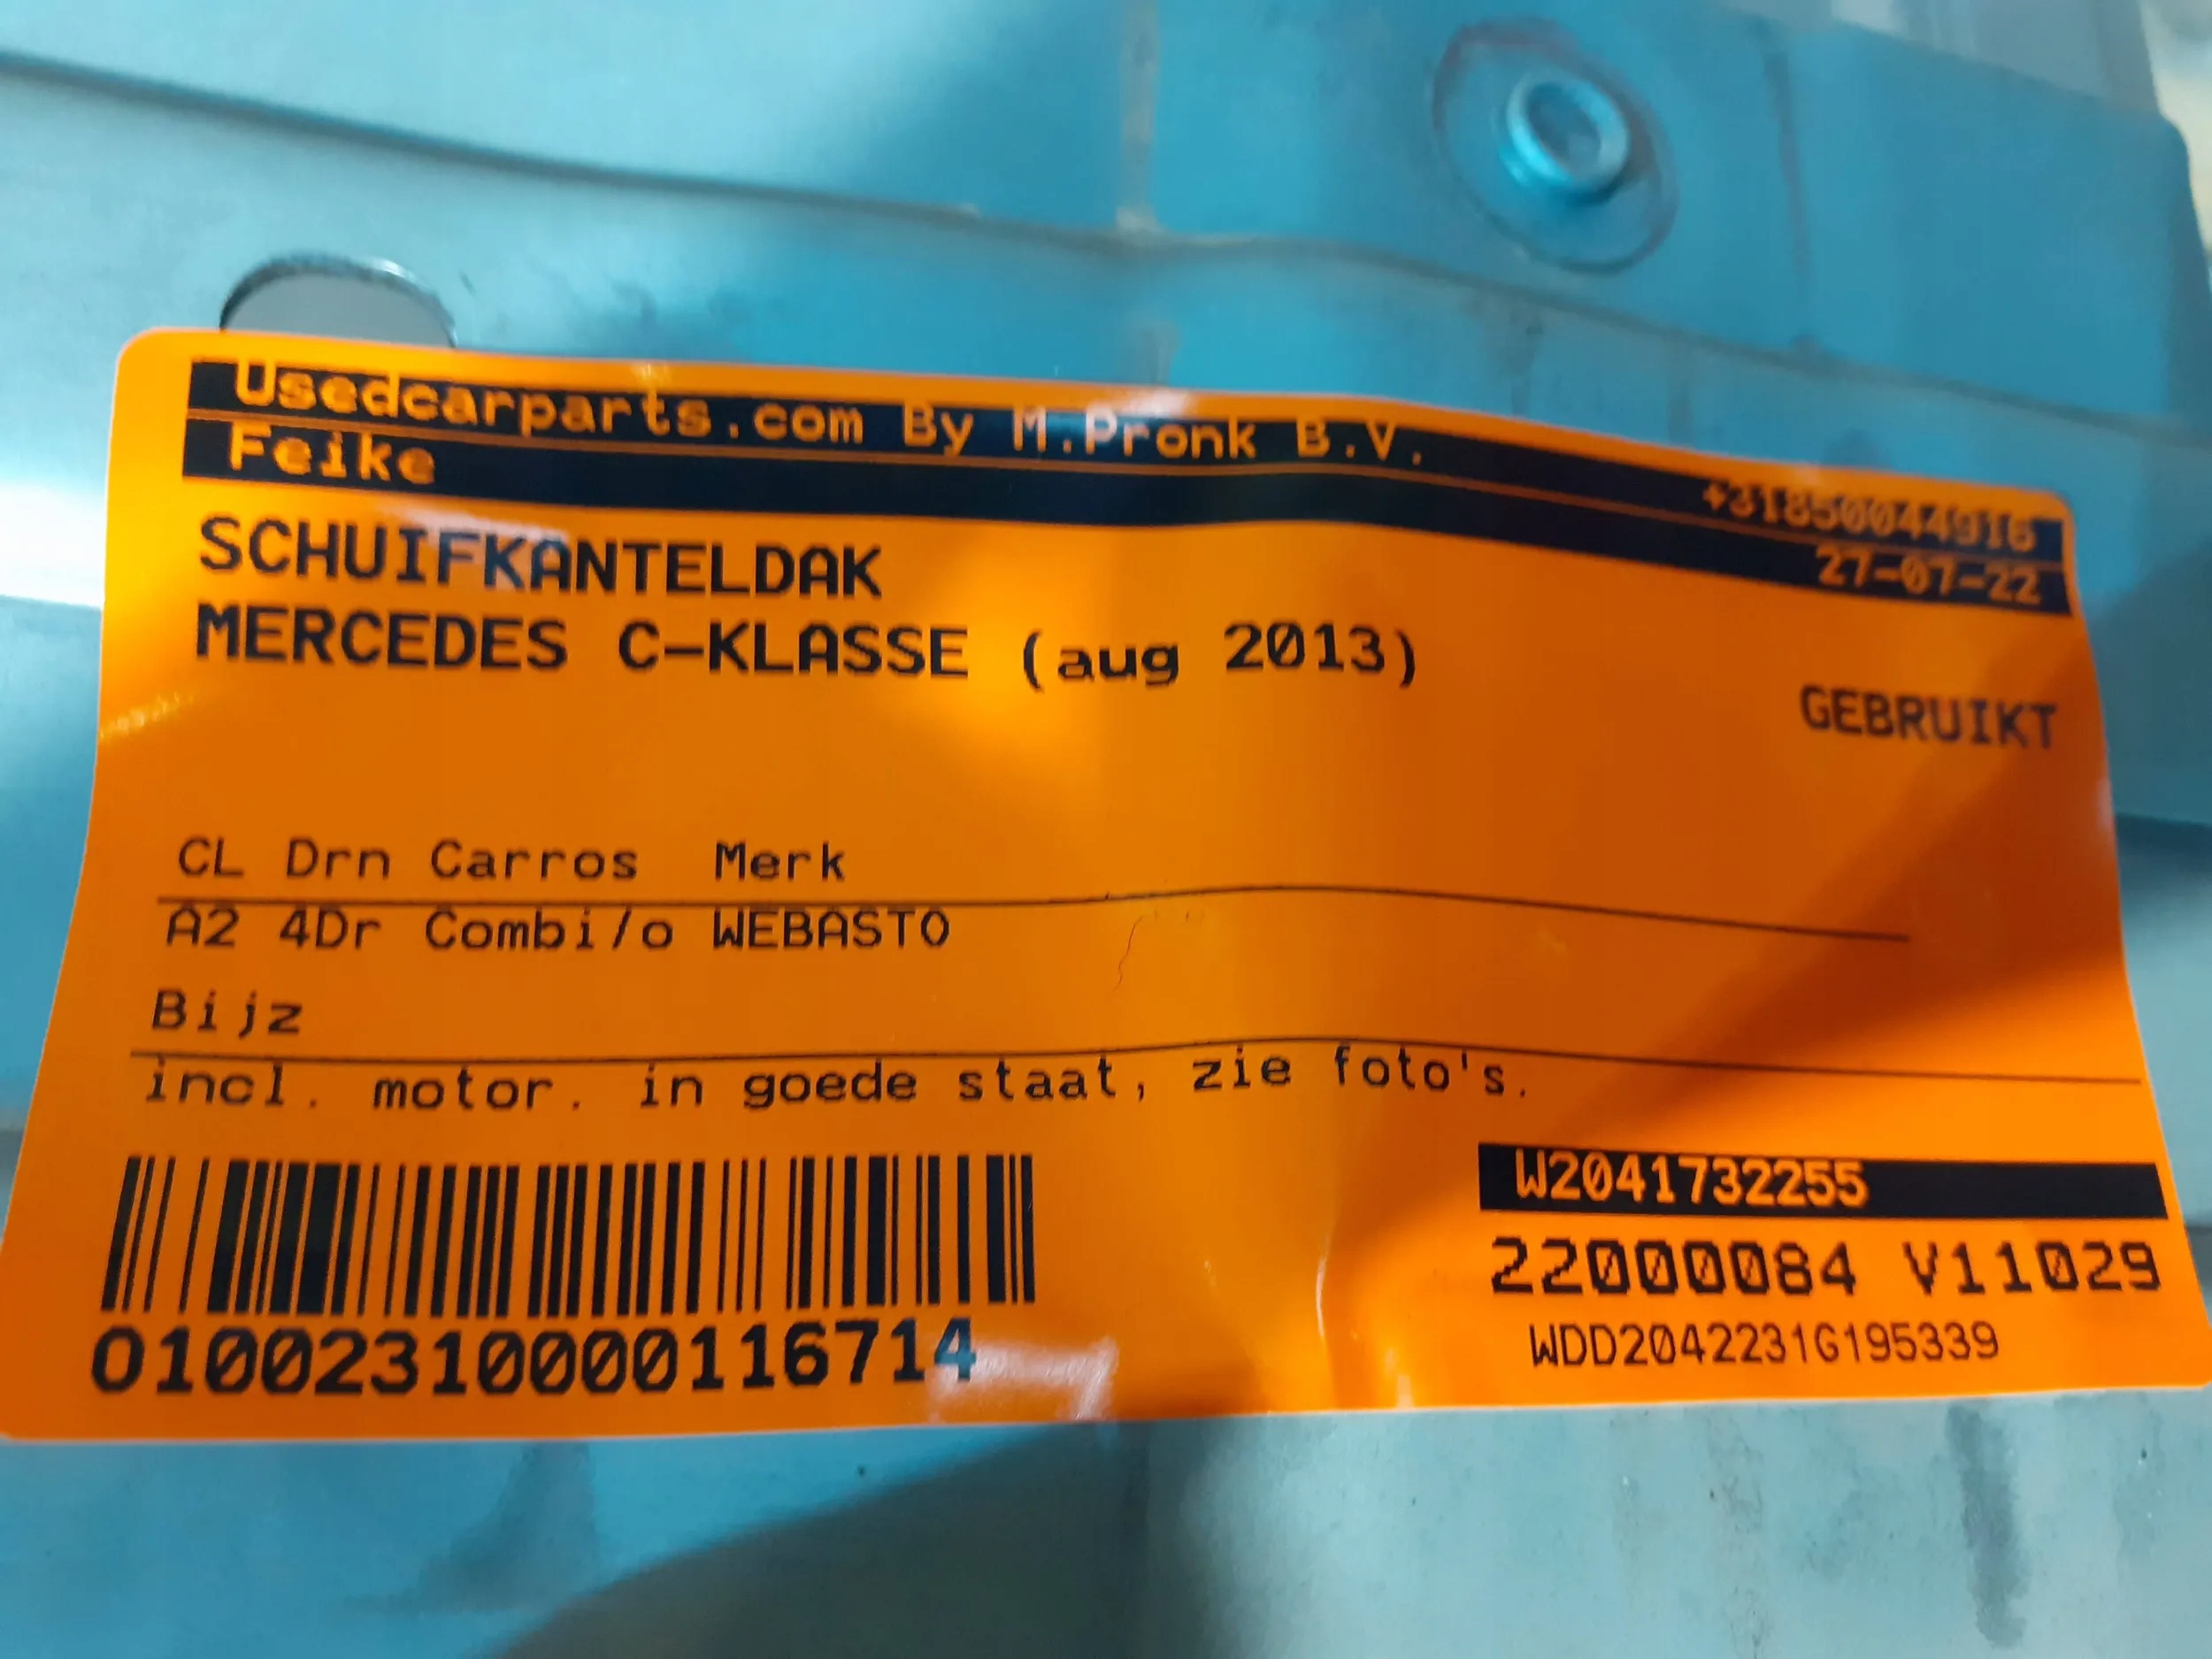 Usedcarparts.com By M.Pronk B.V. +31850044916
Feike 27-07-22
SCHUIFKANTELDAK
MERCEDES C-KLASSE (aug 2013)
GEBRUIKT
CL Drn Carros Merk
A2 4Dr Combi/o WEBASTO
Bijz
incl. motor. in goede staat, zie foto's.
W2041732255
22000084 V11029
WDD2042231G195339
01002310000116714